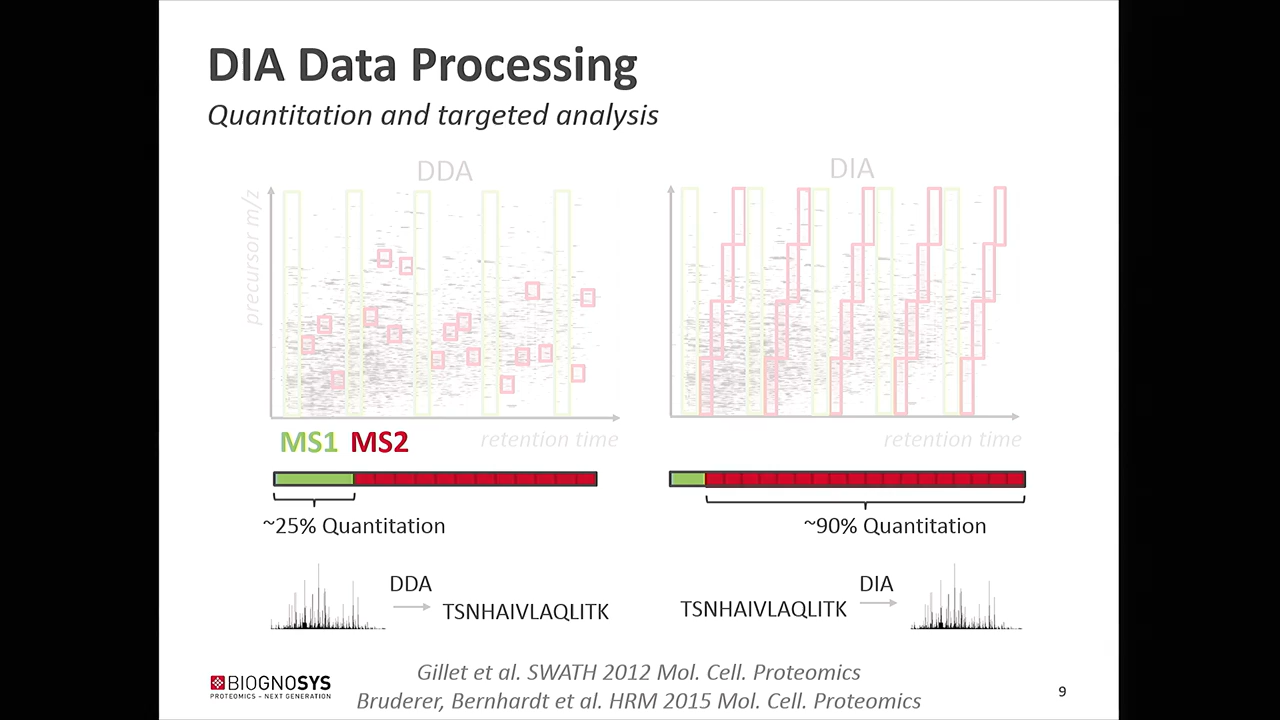 DIA Data Processing
Quantitation and targeted analysis
DDA
DIA
precursor m/z
MS1 MS2
retention time
retention time
~25% Quantitation
~90% Quantitation
DDA
TSNHAIVLAQLITK
TSNHAIVLAQLITK
DIA
Gillet et al. SWATH 2012 Mol. Cell. Proteomics
Bruderer, Bernhardt et al. HRM 2015 Mol. Cell. Proteomics
BIOGNOSYS
PROTEOMICS - NEXT GENERATION
9